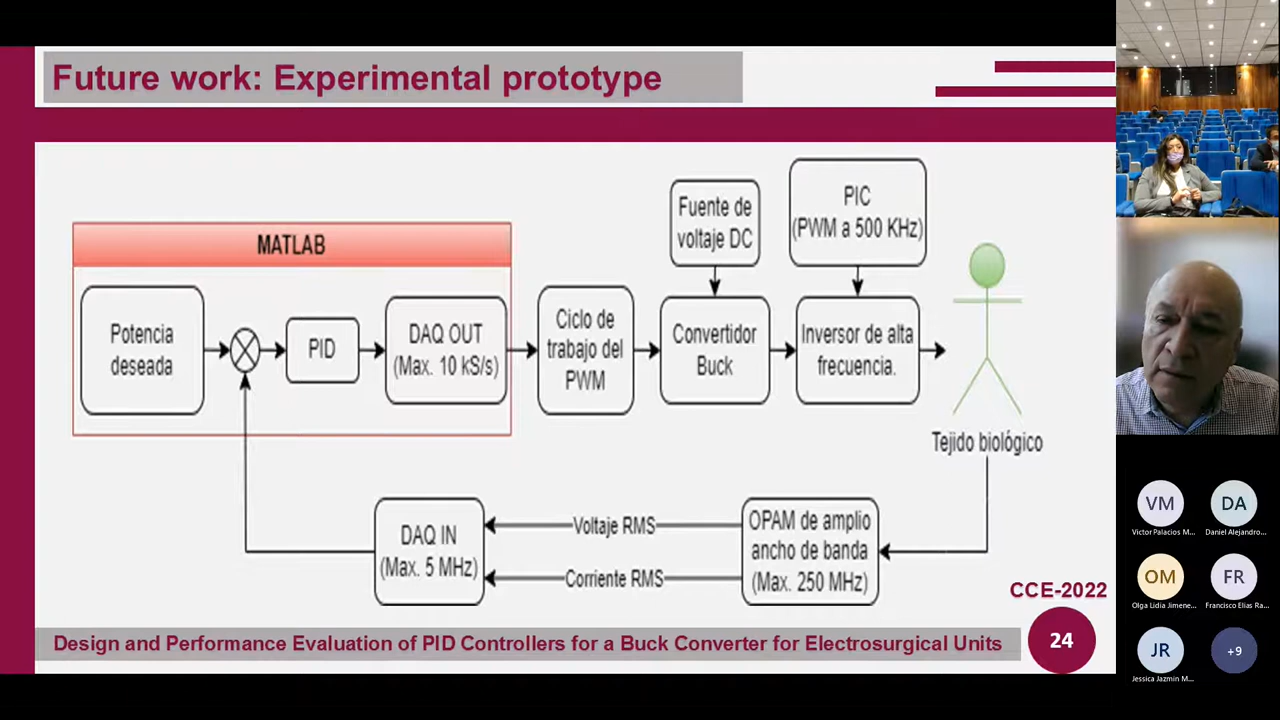 Future work: Experimental prototype
MATLAB
Potencia
deseada
PID
DAQ OUT
(Max. 10 kS/s)
Ciclo de
trabajo del
PWM
Fuente de
voltaje DC
Convertidor
Buck
PIC
(PWM a 500 KHz)
Inversor de alta
frecuencia.
Tejido biológico
OPAM de amplio
ancho de banda
(Max. 250 MHz)
Voltaje RMS
Corriente RMS
DAQ IN
(Max. 5 MHz)
CCE-2022
Design and Performance Evaluation of PID Controllers for a Buck Converter for Electrosurgical Units
24
VM
Victor Palacios M...
DA
Daniel Alejandro...
OM
Olga Lidia Jimene...
FR
Francisco Elias Ra...
JR
Jessica Jazmin M...
+9